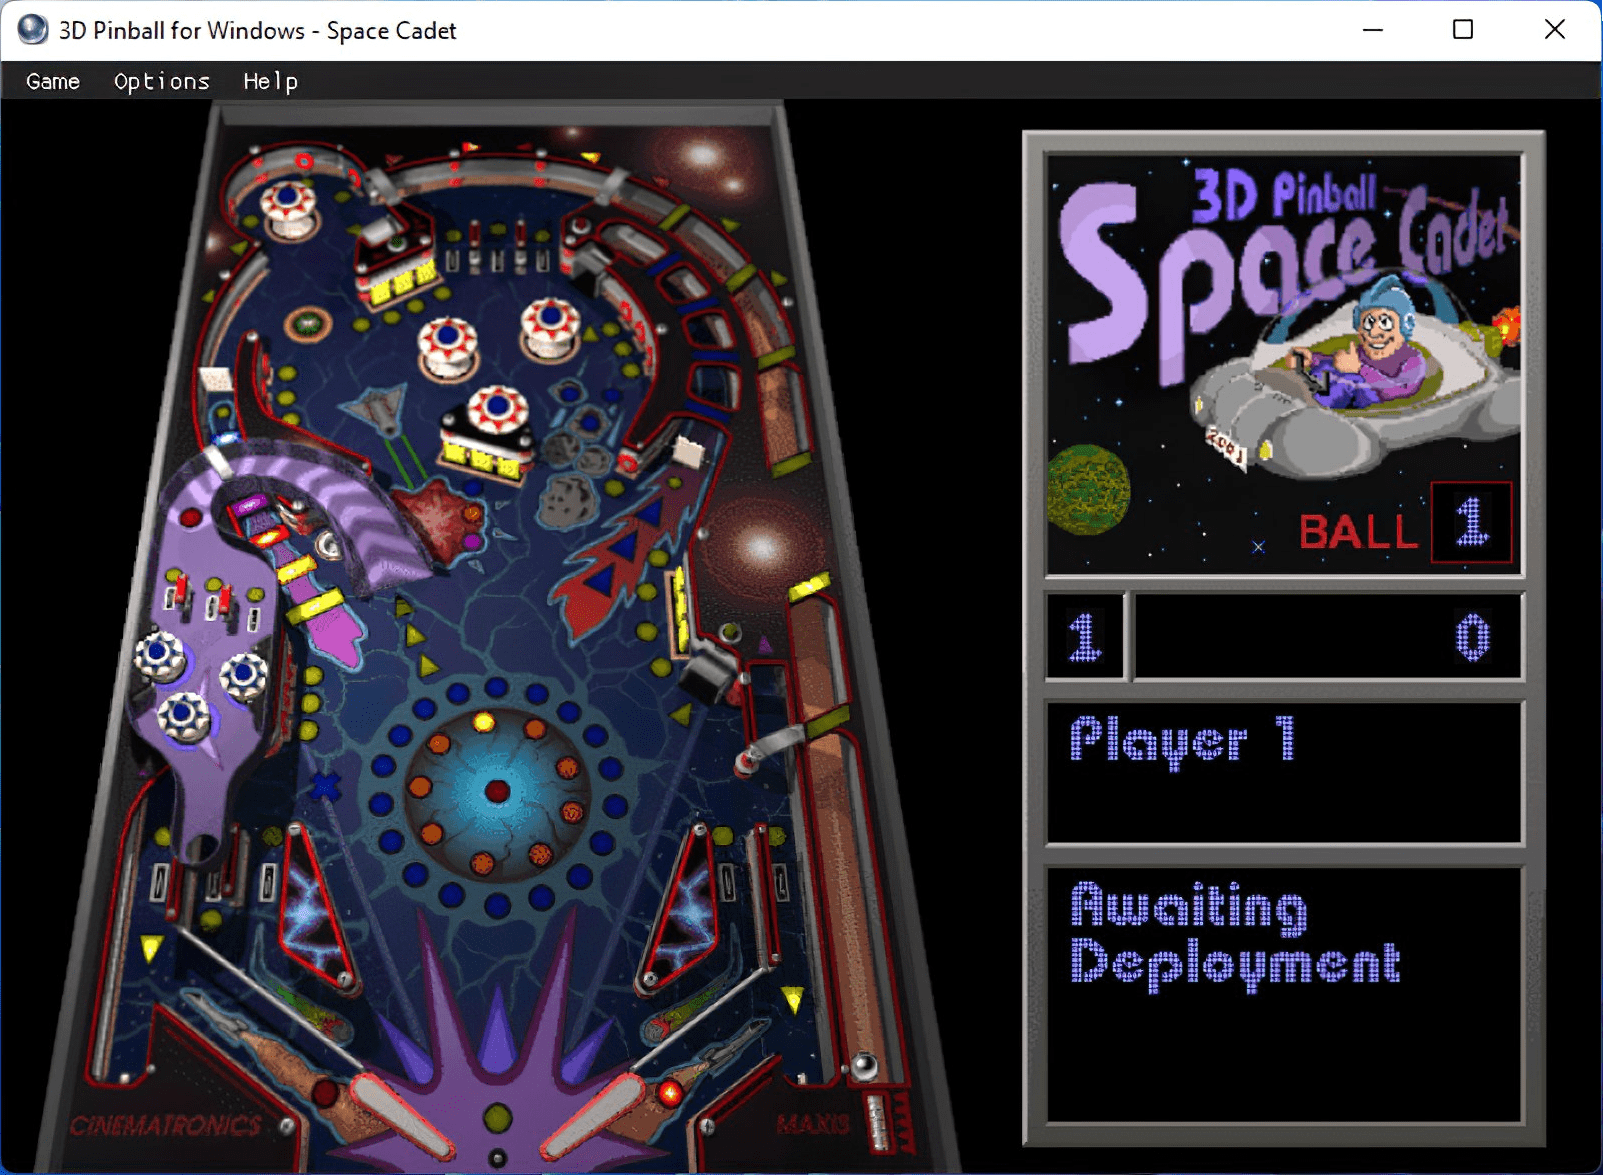 3D Pinball for Windows - Space Cadet
Game Options Help
3D Pinball
Space Cadet
2001
BALL 1
1 0
Player 1
Awaiting
Deployment
CINEMATRONICS
MAXIS